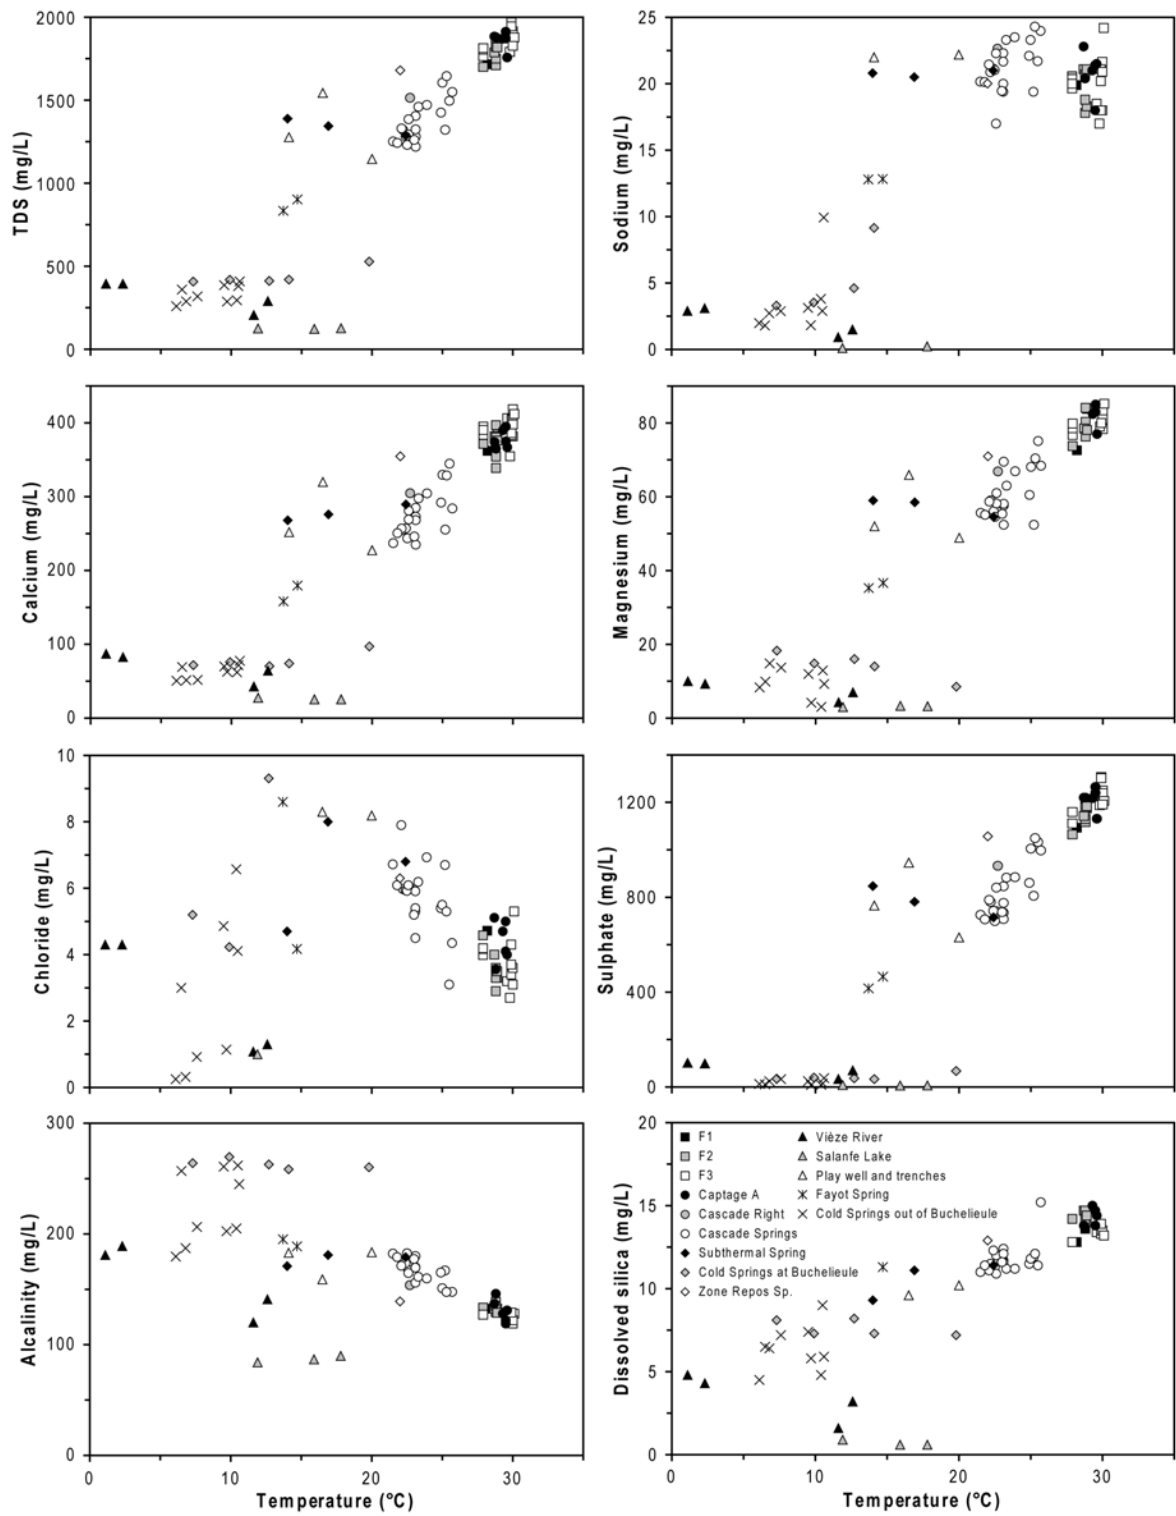 2000
1500
1000
500
250
0
TDS (mg/L)
25
20
15
10
5
0
Sodium (mg/L)
400
300
200
100
0
Calcium (mg/L)
80
60
40
20
0
Magnesium (mg/L)
10
8
6
4
2
0
Chloride (mg/L)
1200
800
400
0
Sulphate (mg/L)
300
200
100
0
Alcalinity (mg/L)
0 10 20 30
Temperature (°C)
20
15
10
5
0
Dissolved silica (mg/L)
F1
F2
F3
Captage A
Cascade Right
Cascade Springs
Subthermal Spring
Cold Springs at Buchelieule
Zone Repos Sp.
Vièze River
Salanfe Lake
Play well and trenches
Fayot Spring
Cold Springs out of Buchelieule
0 10 20 30
Temperature (°C)